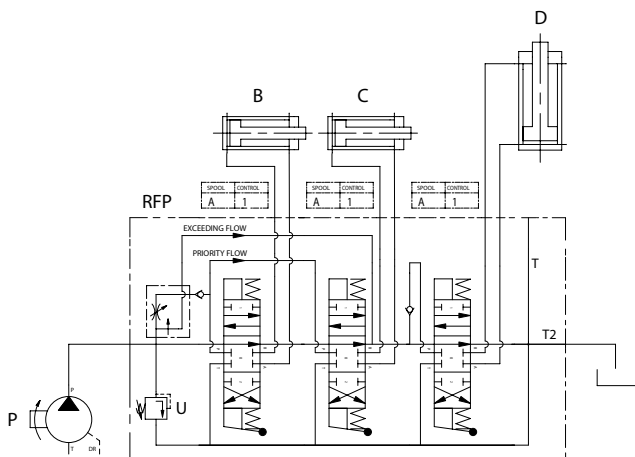 D
B
C
SPOOL CONTROL
A 1
SPOOL CONTROL
A 1
SPOOL CONTROL
A 1
RFP
EXCEEDING FLOW
PRIORITY FLOW
T
T2
P
P
U
T
DR